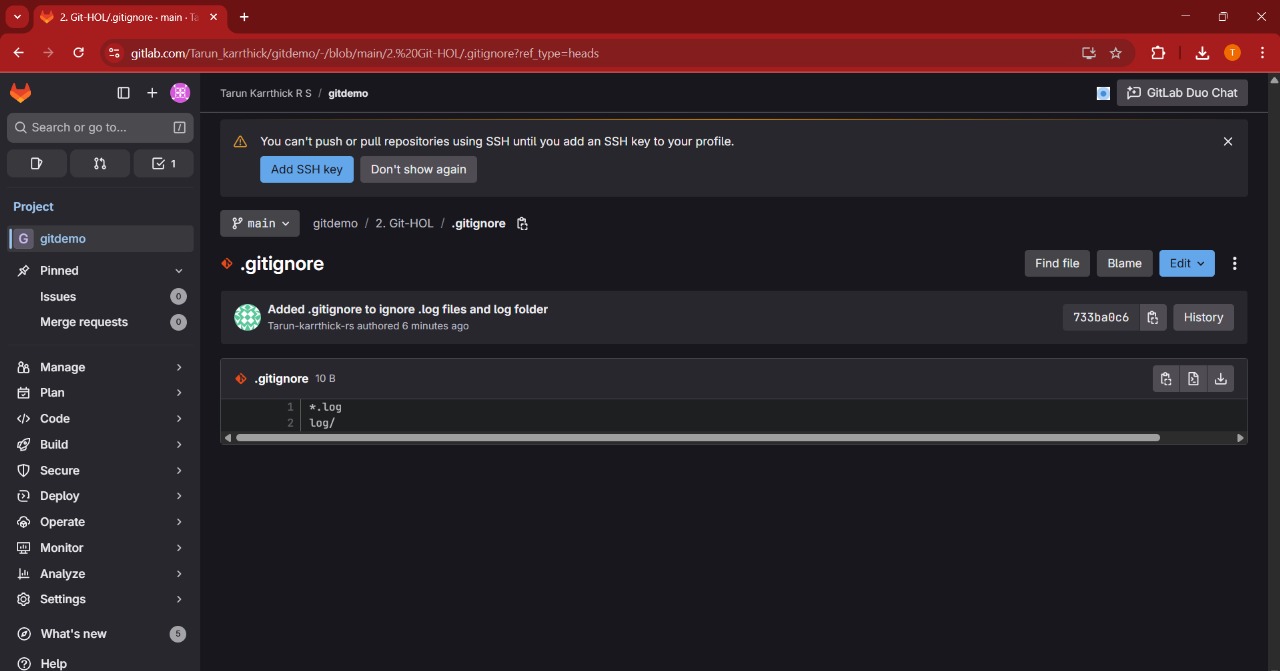 2. Git-HOL/.gitignore · main · Ta
gitlab.com/Tarun_karrthick/gitdemo/-/blob/main/2.%20Git-HOL/.gitignore?ref_type=heads
T
Tarun Karrthick R S / gitdemo
GitLab Duo Chat
Search or go to...
/
1
You can't push or pull repositories using SSH until you add an SSH key to your profile.
Add SSH key
Don't show again
Project
G gitdemo
Pinned
Issues 0
Merge requests 0
Manage
Plan
Code
Build
Secure
Deploy
Operate
Monitor
Analyze
Settings
What's new 5
Help
main
gitdemo / 2. Git-HOL / .gitignore
.gitignore
Find file
Blame
Edit
Added .gitignore to ignore .log files and log folder
Tarun-karrthick-rs authored 6 minutes ago
733ba0c6
History
.gitignore 10 B
1 *.log
2 log/